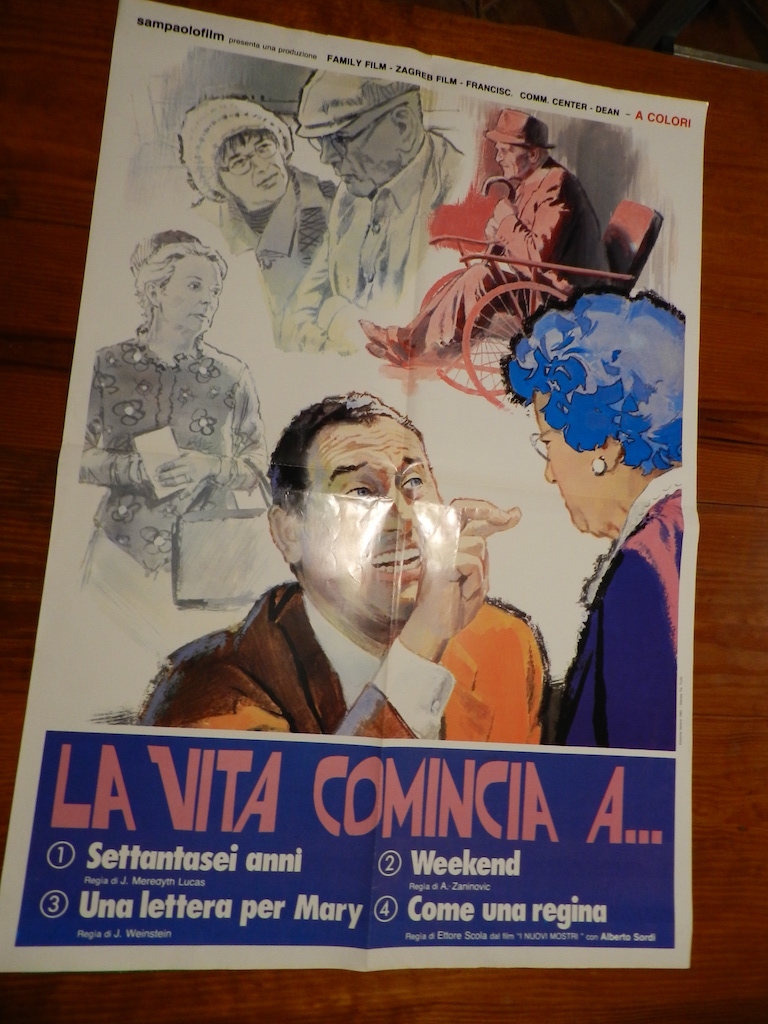 sampaolofilm presenta una produzione FAMILY FILM - ZAGREB FILM - FRANCISC. COMM. CENTER - DEAN - A COLORI
LA VITA COMINCIA A...
1 Settantasei anni
Regia di J. Meredyth Lucas
2 Weekend
Regia di A. Zaninovic
3 Una lettera per Mary
Regia di J. Weinstein
4 Come una regina
Regia di Ettore Scola dal film "I NUOVI MOSTRI" con Alberto Sordi